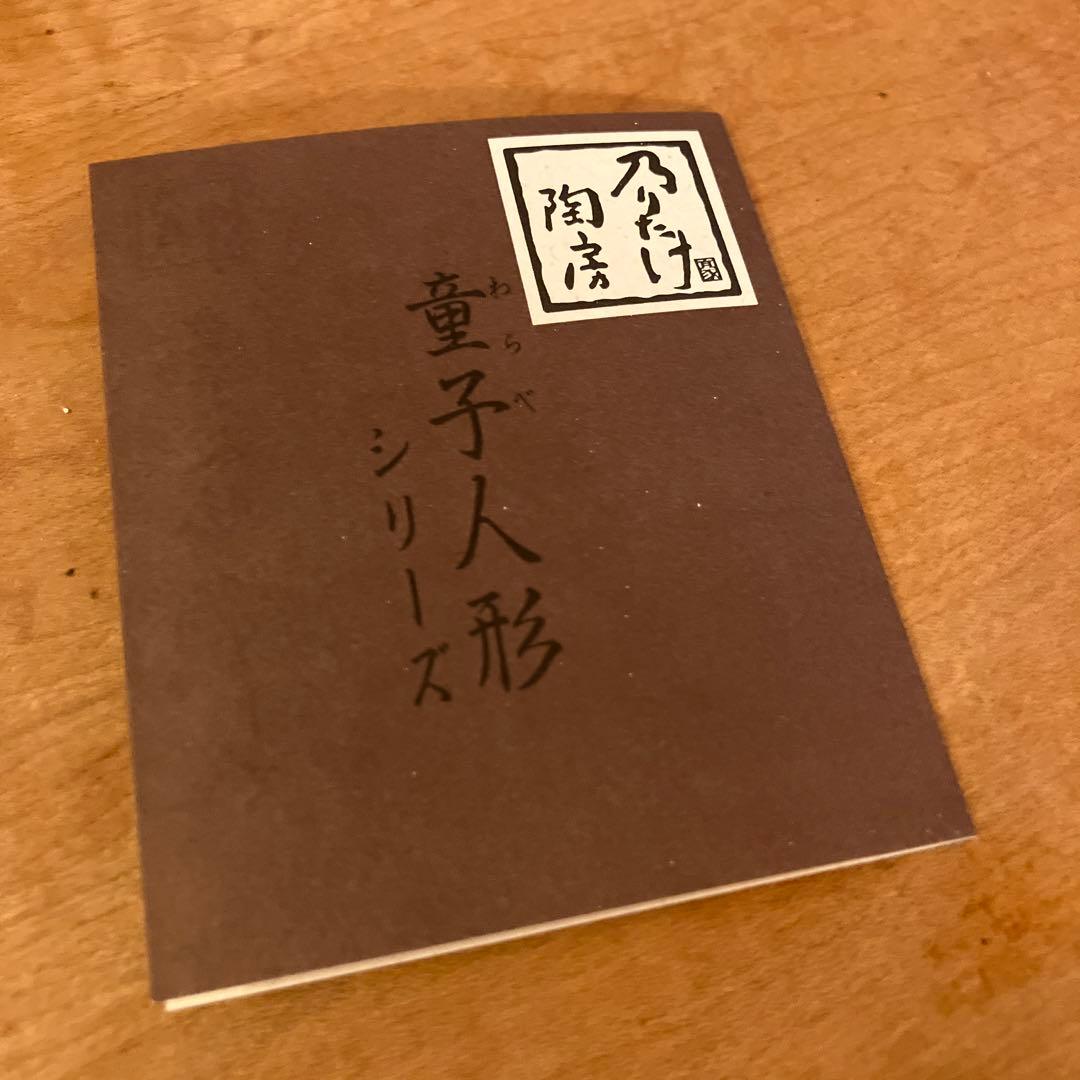 乃りたけ
陶房
童子人形
わらべ
シリーズ